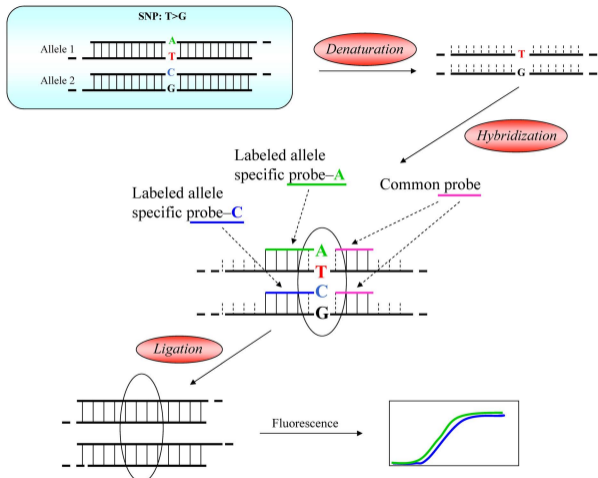 SNP: T>G
Allele 1
A
T
Allele 2
C
G
Denaturation
T
G
Hybridization
Labeled allele
specific probe–A
Common probe
Labeled allele
specific probe–C
A
T
C
G
Ligation
Fluorescence